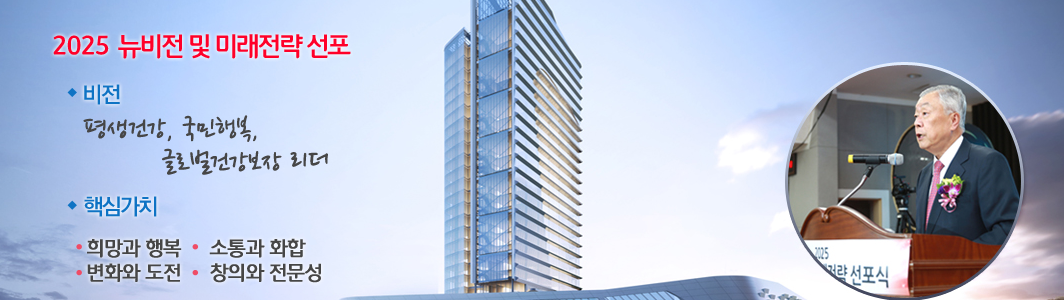 2025 뉴비전 및 미래전략 선포
비전
평생건강, 국민행복,
글로벌건강보장 리더
핵심가치
• 희망과 행복 • 소통과 화합
• 변화와 도전 • 창의와 전문성
2025
전략 선포식